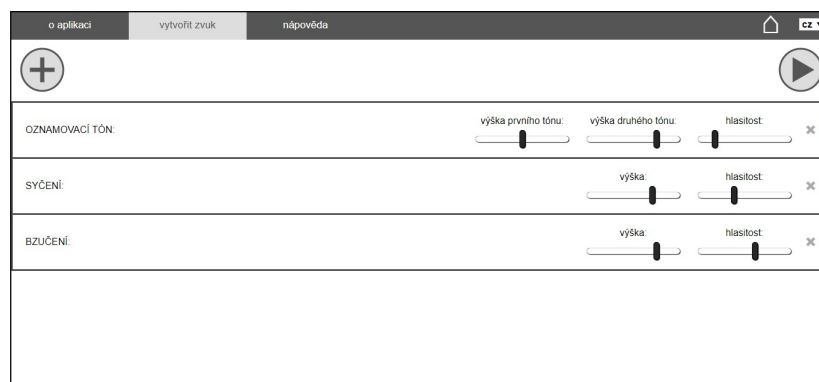 o aplikaci vytvořit zvuk nápověda cz
výška prvního tónu: výška druhého tónu: hlasitost:
OZNAMOVACÍ TÓN:
výška: hlasitost:
SYČENÍ:
výška: hlasitost:
BZUČENÍ: